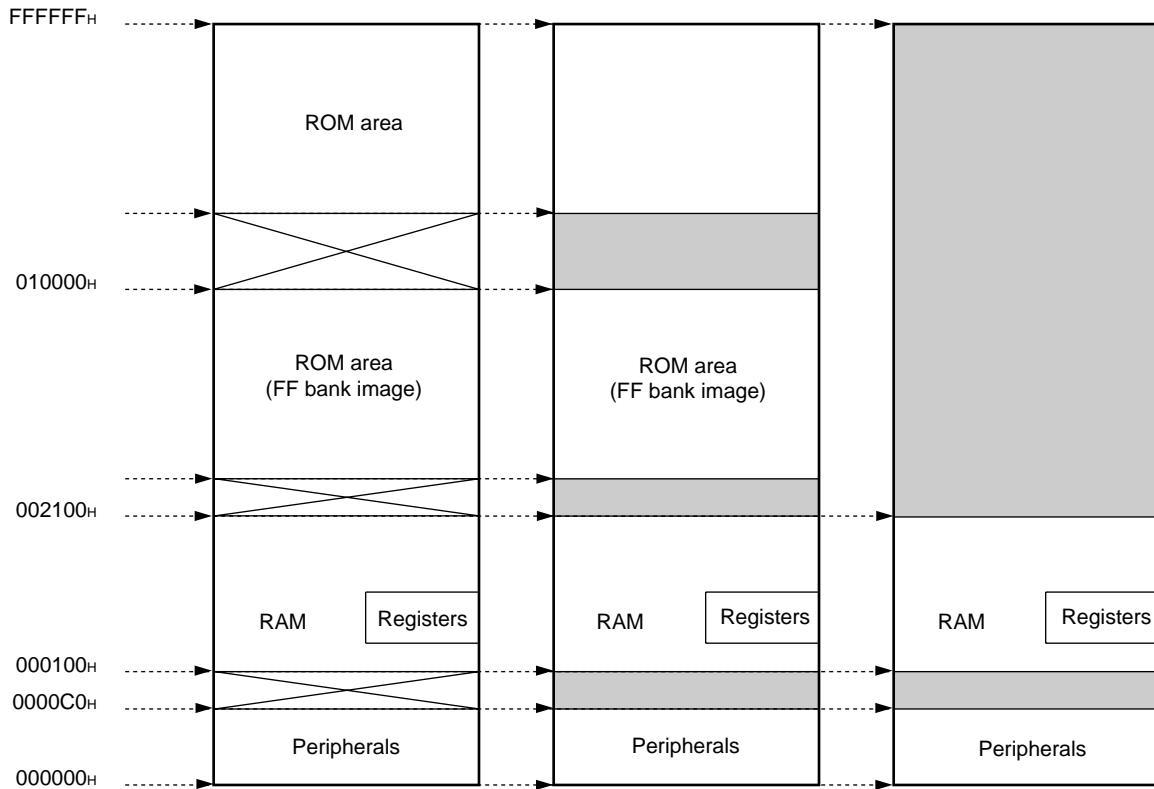 FFFFFFH
ROM area
010000H
ROM area
(FF bank image)
ROM area
(FF bank image)
002100H
RAM
Registers
RAM
Registers
RAM
Registers
000100H
0000C0H
Peripherals
Peripherals
Peripherals
000000H